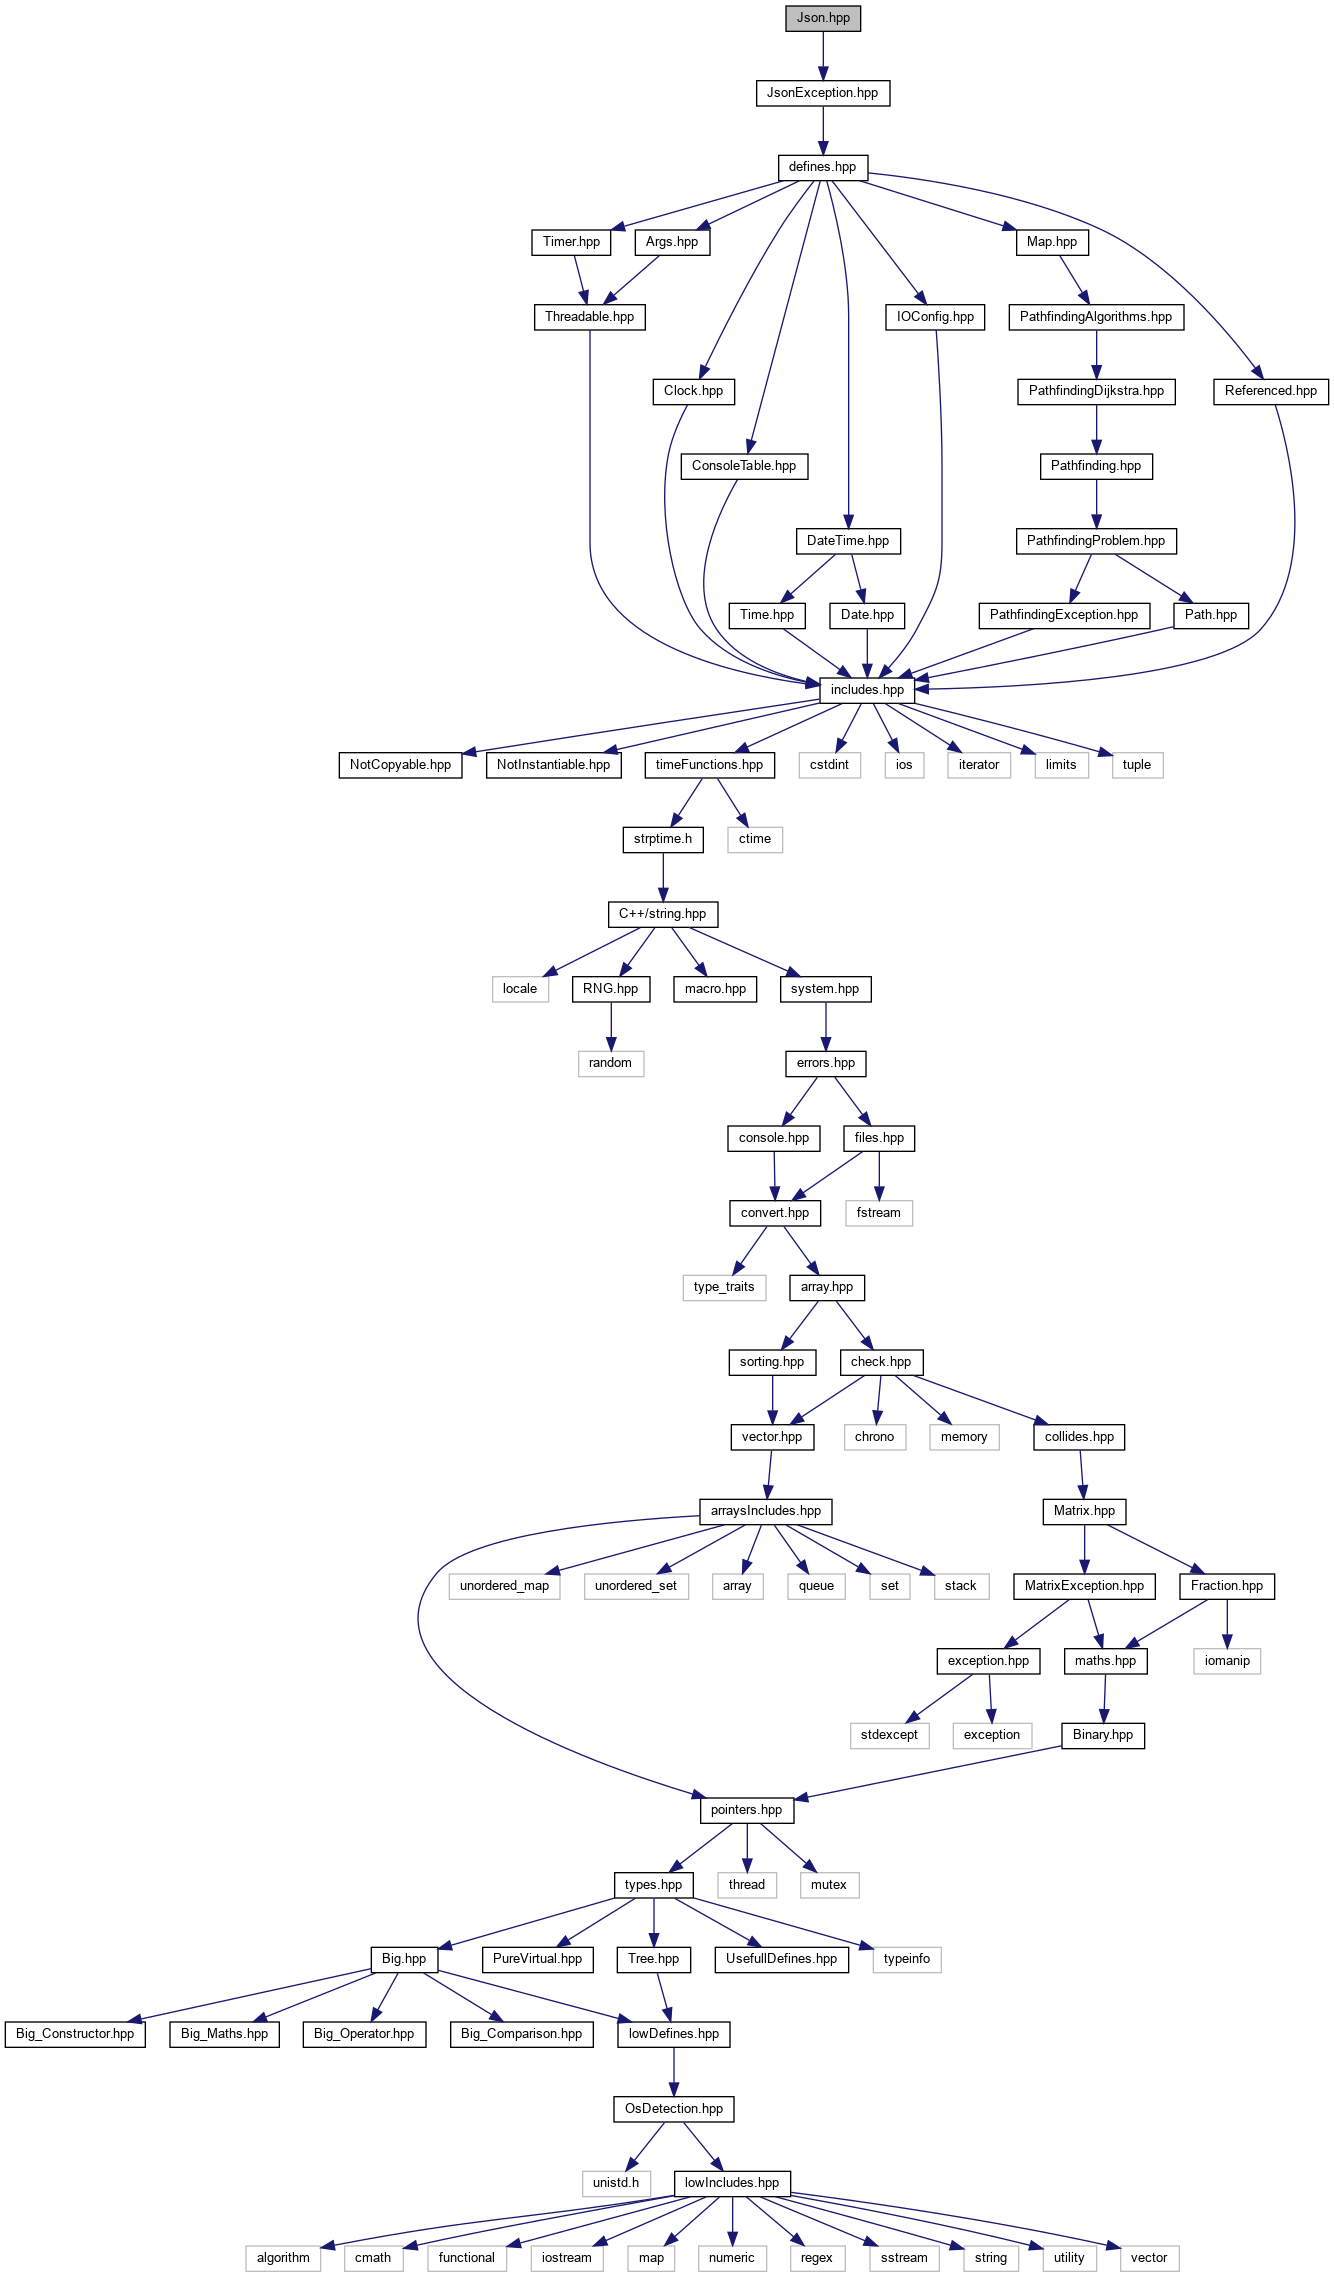 Json.hpp
JsonException.hpp
defines.hpp
Timer.hpp
Args.hpp
Map.hpp
Threadable.hpp
IOConfig.hpp
PathfindingAlgorithms.hpp
Clock.hpp
PathfindingDijkstra.hpp
Referenced.hpp
ConsoleTable.hpp
Pathfinding.hpp
DateTime.hpp
PathfindingProblem.hpp
Time.hpp
Date.hpp
PathfindingException.hpp
Path.hpp
includes.hpp
NotCopyable.hpp
NotInstantiable.hpp
timeFunctions.hpp
cstdint
ios
iterator
limits
tuple
strptime.h
ctime
C++/string.hpp
locale
RNG.hpp
macro.hpp
system.hpp
random
errors.hpp
console.hpp
files.hpp
convert.hpp
fstream
type_traits
array.hpp
sorting.hpp
check.hpp
vector.hpp
chrono
memory
collides.hpp
arraysIncludes.hpp
Matrix.hpp
unordered_map
unordered_set
array
queue
set
stack
MatrixException.hpp
Fraction.hpp
exception.hpp
maths.hpp
iomanip
stdexcept
exception
Binary.hpp
pointers.hpp
types.hpp
thread
mutex
Big.hpp
PureVirtual.hpp
Tree.hpp
UsefullDefines.hpp
typeinfo
Big_Constructor.hpp
Big_Maths.hpp
Big_Operator.hpp
Big_Comparison.hpp
lowDefines.hpp
OsDetection.hpp
unistd.h
lowIncludes.hpp
algorithm
cmath
functional
iostream
map
numeric
regex
sstream
string
utility
vector